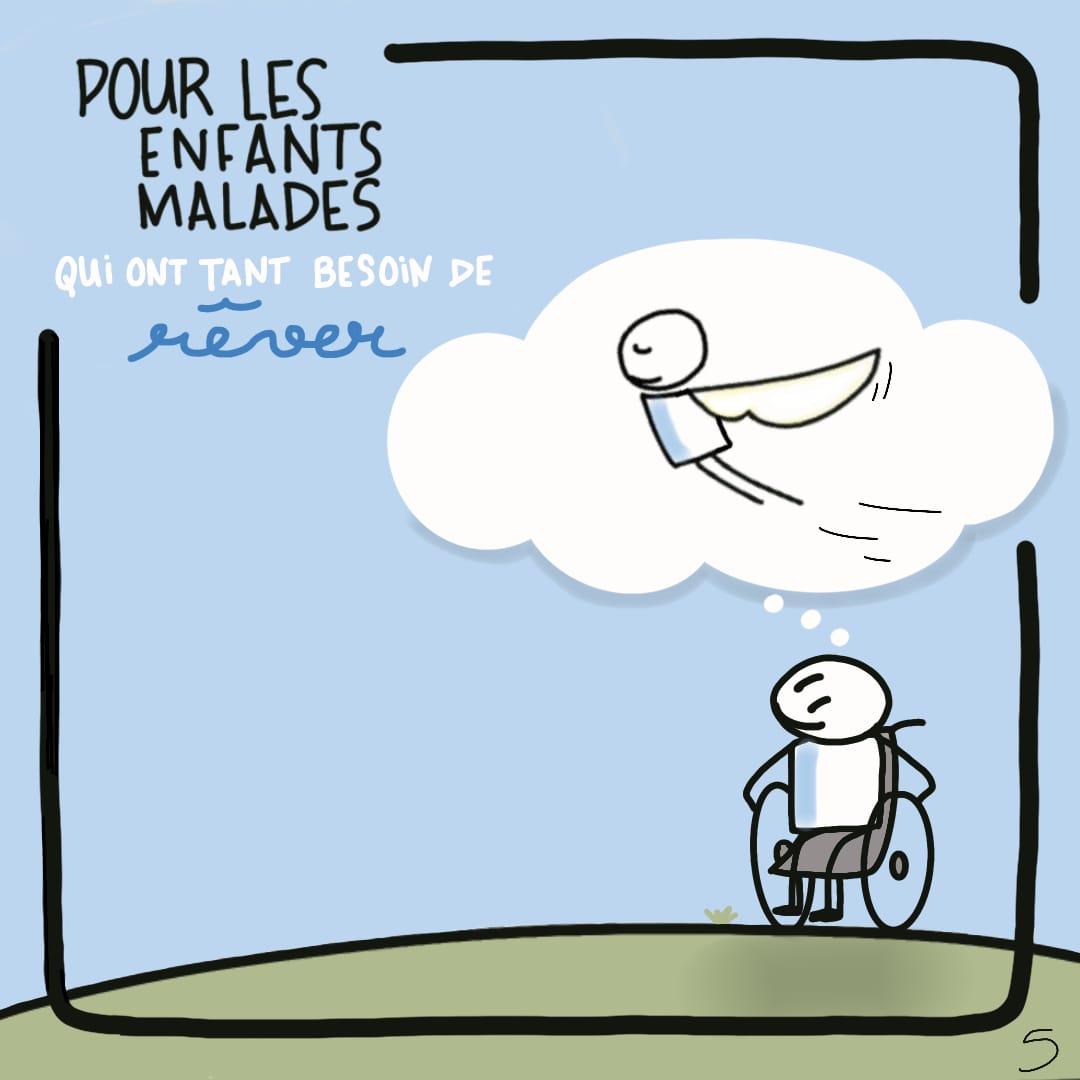 POUR LES
ENFANTS
MALADES
QUi ONT TANT BESOiN DE
rêver
5